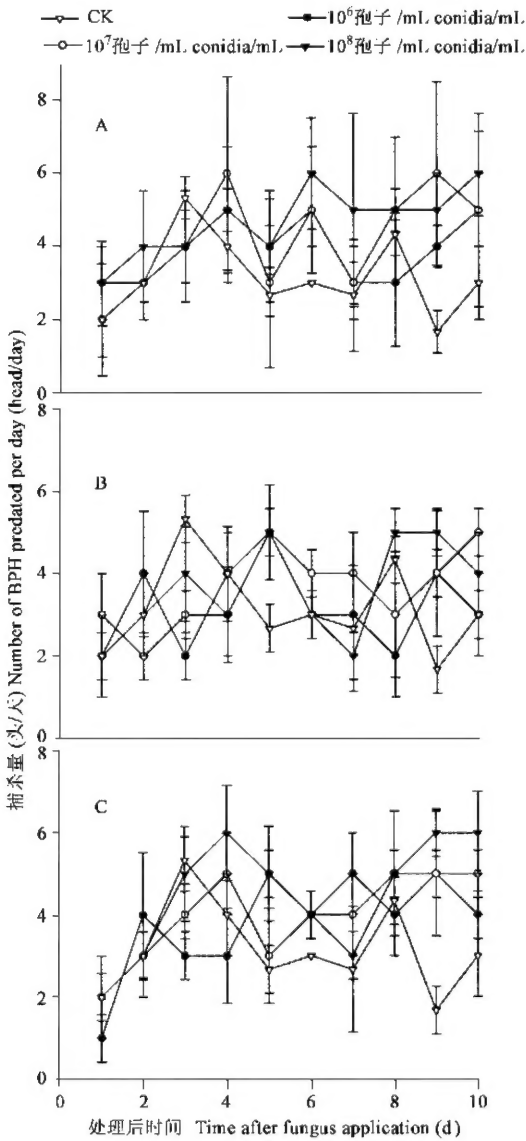 CK 10⁶孢子/mL conidia/mL
10⁷孢子/mL conidia/mL 10⁸孢子/mL conidia/mL
捕杀量(头/天) Number of BPH predated per day (head/day)
8
A
6
4
2
0
8
B
6
4
2
0
8
C
6
4
2
0
0 2 4 6 8 10
处理后时间 Time after fungus application (d)